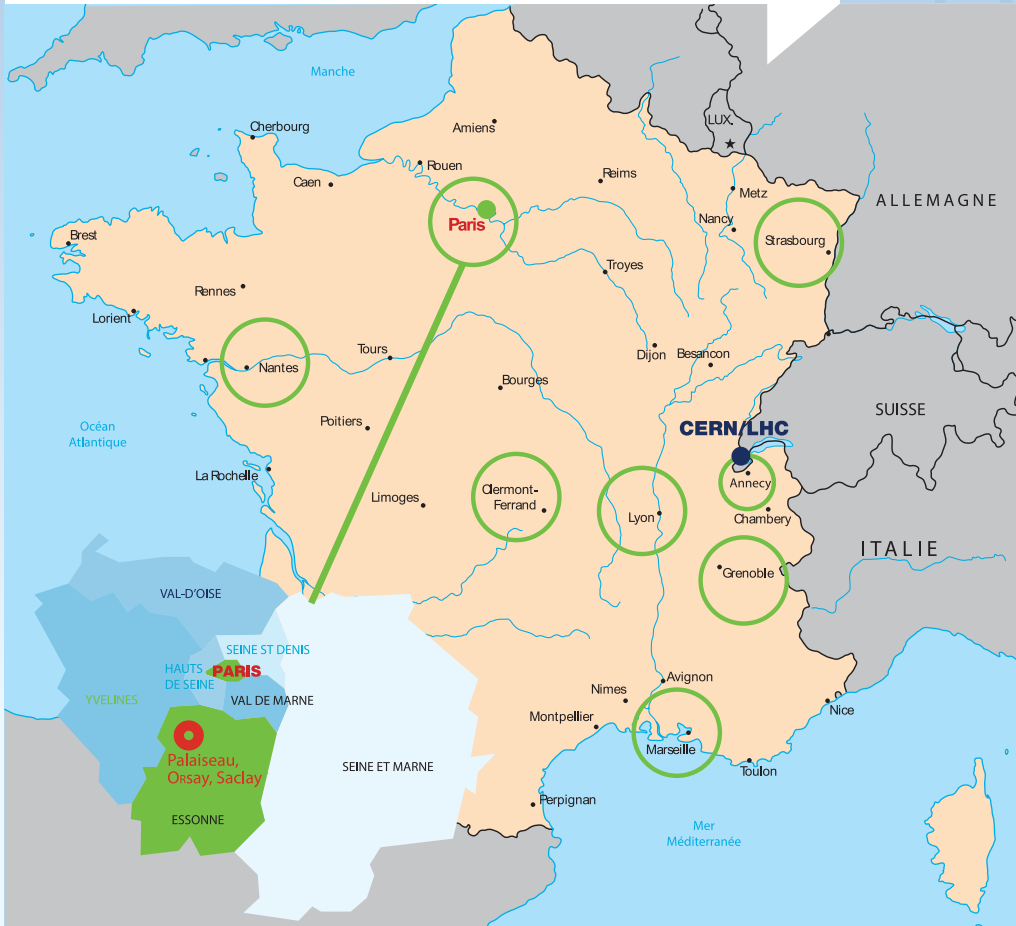 Manche
LUX.
Cherbourg
Amiens
Rouen
Reims
Caen
Metz
ALLEMAGNE
Paris
Nancy
Strasbourg
Brest
Troyes
Rennes
Lorient
Tours
Dijon
Besancon
Nantes
Bourges
SUISSE
Océan
Atlantique
Poitiers
CERN/LHC
La Rochelle
Limoges
Clermont-
Ferrand
Lyon
Annecy
Chambery
ITALIE
Grenoble
VAL-D'OISE
SEINE ST DENIS
HAUTS
DE SEINE
PARIS
YVELINES
VAL DE MARNE
Avignon
Nimes
Montpellier
Nice
Marseille
Toulon
Palaiseau,
Orsay, Saclay
SEINE ET MARNE
ESSONNE
Perpignan
Mer
Méditerranée